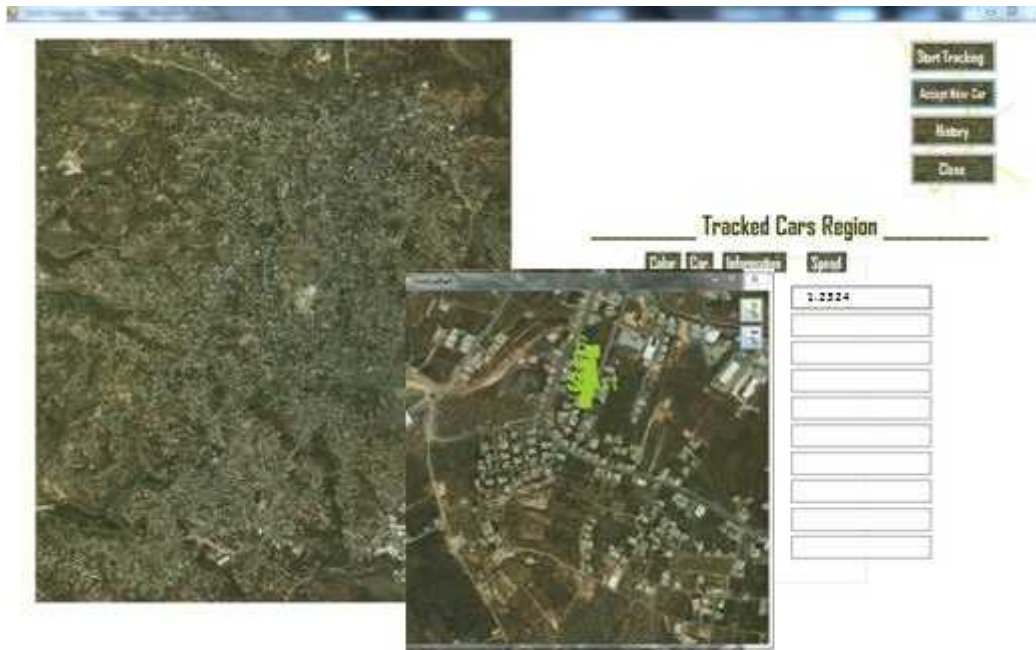 Start Tracking
Accept New Car
History
Close
Tracked Cars Region
Color Car Information Speed
1.2324